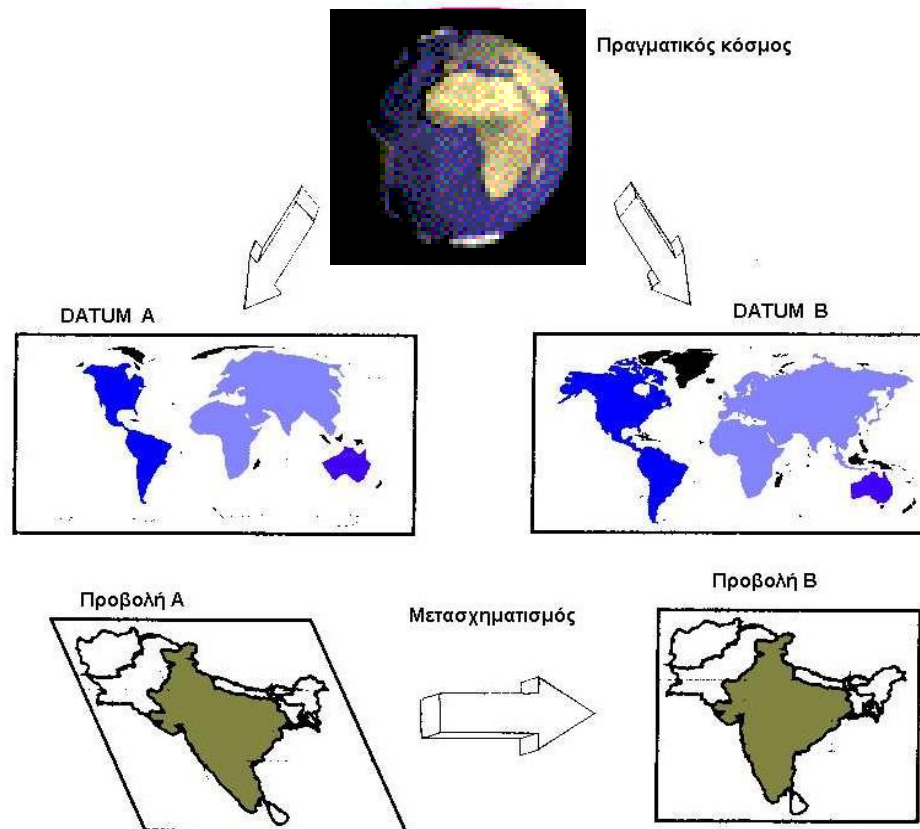 Πραγματικός κόσμος
DATUM A
DATUM B
Προβολή A
Μετασχηματισμός
Προβολή B